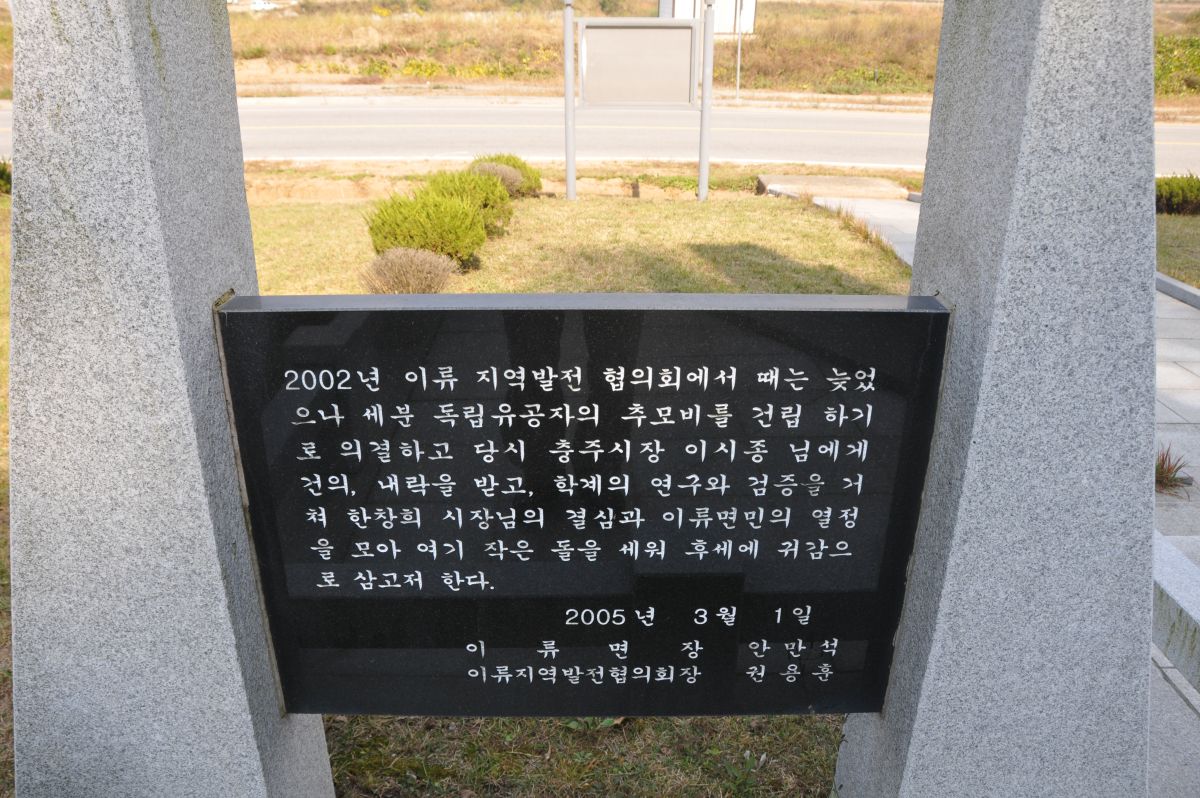 2002년 이류 지역발전 협의회에서 때는 늦었
으나 세분 독립유공자의 추모비를 건립 하기
로 의결하고 당시 충주시장 이시종 님에게
건의, 내락을 받고, 학계의 연구와 검증을 거
쳐 한창희 시장님의 결심과 이류면민의 열정
을 모아 여기 작은 돌을 세워 후세에 귀감으
로 삼고저 한다.
2005년 3월 1일
이 류 면 장 안 만 석
이류지역발전협의회장 권 용 훈